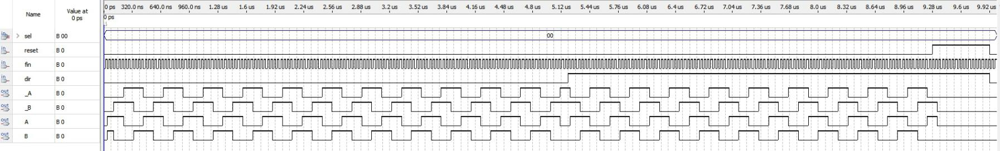 Name Value at 0 ps 0 ps 320.0 ns 640.0 ns 960.0 ns 1.28 us 1.6 us 1.92 us 2.24 us 2.56 us 2.88 us 3.2 us 3.52 us 3.84 us 4.16 us 4.48 us 4.8 us 5.12 us 5.44 us 5.76 us 6.08 us 6.4 us 6.72 us 7.04 us 7.36 us 7.68 us 8.0 us 8.32 us 8.64 us 8.96 us 9.28 us 9.6 us 9.92 us
0 ps
in > sel B 00 00
in reset B 0
in fin B 0
in dir B 0
out _A B 0
out _B B 0
out A B 0
out B B 0